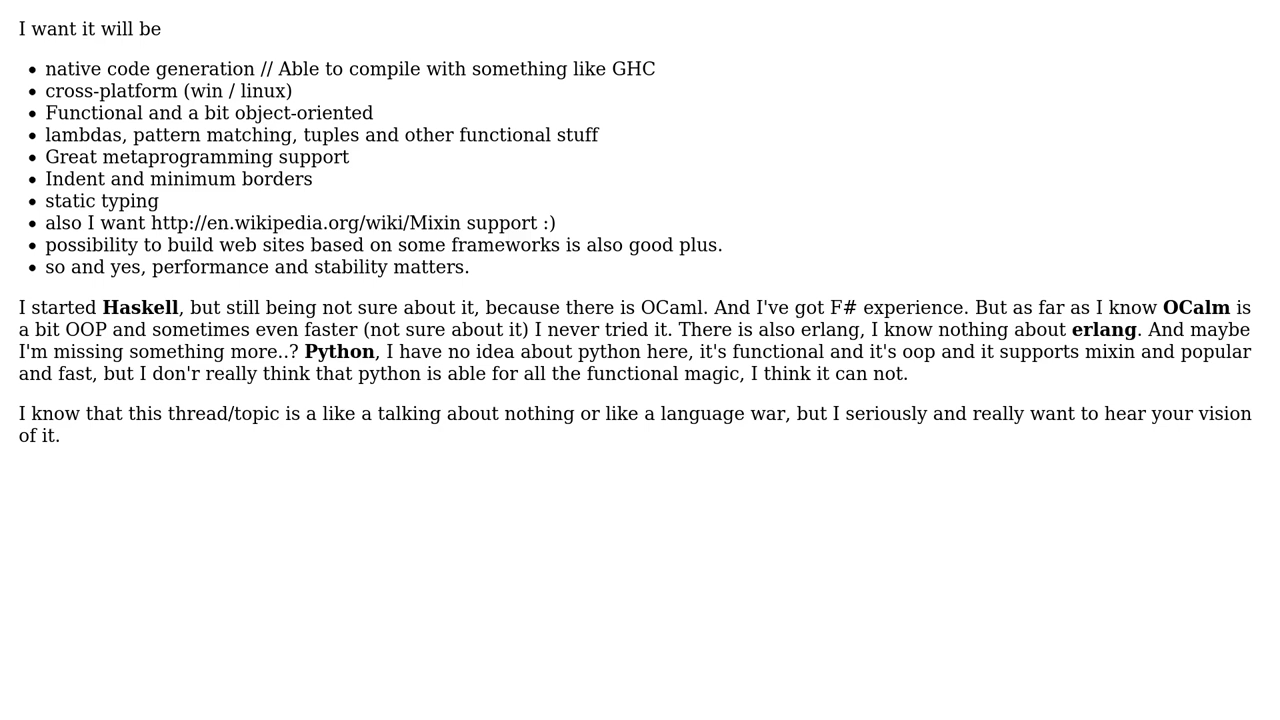 I want it will be
• native code generation // Able to compile with something like GHC
• cross-platform (win / linux)
• Functional and a bit object-oriented
• lambdas, pattern matching, tuples and other functional stuff
• Great metaprogramming support
• Indent and minimum borders
• static typing
• also I want http://en.wikipedia.org/wiki/Mixin support :)
• possibility to build web sites based on some frameworks is also good plus.
• so and yes, performance and stability matters.
I started Haskell, but still being not sure about it, because there is OCaml. And I've got F# experience. But as far as I know OCalm is
a bit OOP and sometimes even faster (not sure about it) I never tried it. There is also erlang, I know nothing about erlang. And maybe
I'm missing something more..? Python, I have no idea about python here, it's functional and it's oop and it supports mixin and popular
and fast, but I don'r really think that python is able for all the functional magic, I think it can not.
I know that this thread/topic is a like a talking about nothing or like a language war, but I seriously and really want to hear your vision
of it.